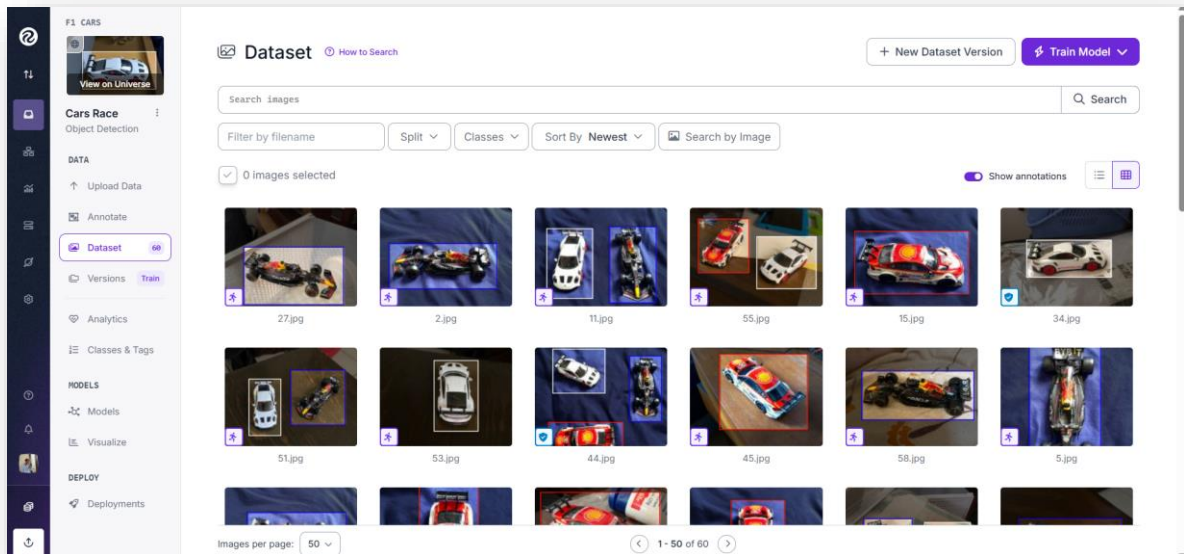 F1 CARS
View on Universe
Cars Race
Object Detection
DATA
Upload Data
Annotate
Dataset 60
Versions Train
Analytics
Classes & Tags
MODELS
Models
Visualize
DEPLOY
Deployments
Dataset How to Search
+ New Dataset Version Train Model
Search images Search
Filter by filename Split Classes Sort By Newest Search by Image
0 images selected Show annotations
27.jpg 2.jpg 11.jpg 55.jpg 15.jpg 34.jpg
51.jpg 53.jpg 44.jpg 45.jpg 58.jpg 5.jpg
Images per page: 50 1 - 50 of 60